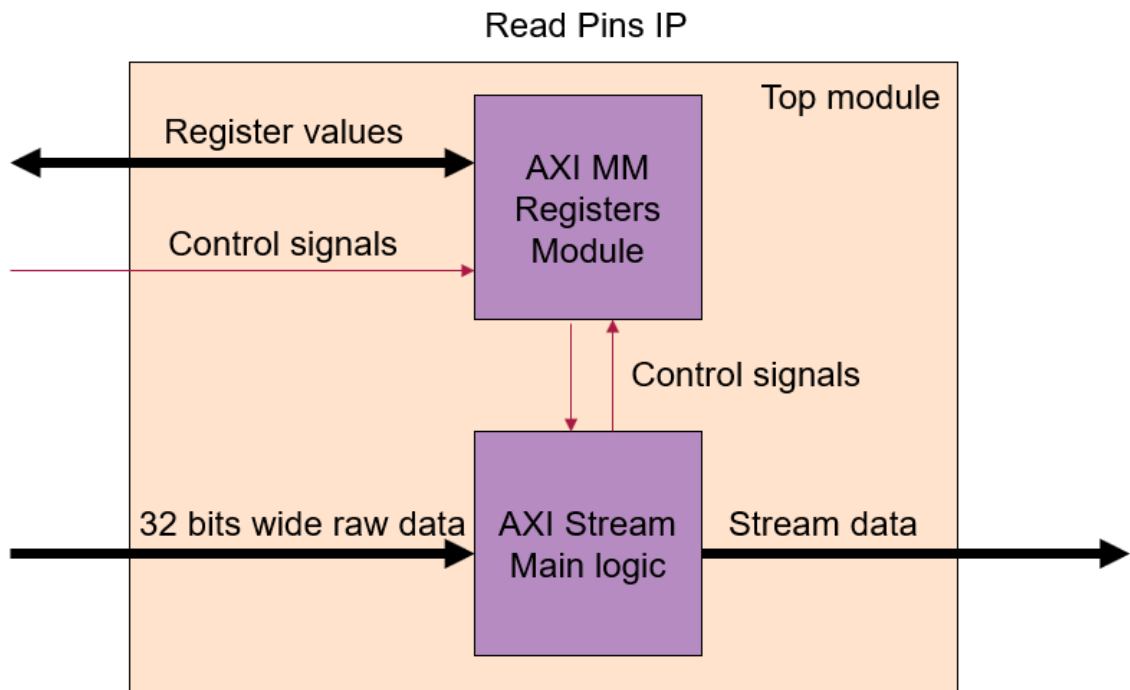 Read Pins IP
Top module
Register values
AXI MM
Registers
Module
Control signals
Control signals
32 bits wide raw data
AXI Stream
Main logic
Stream data